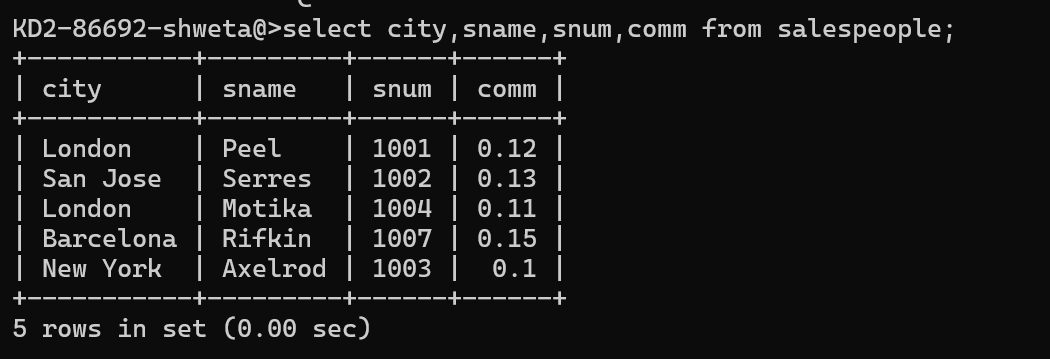 KD2-86692-shweta@>select city,sname,snum,comm from salespeople;
+-----------+---------+------+------+
| city      | sname   | snum | comm |
+-----------+---------+------+------+
| London    | Peel    | 1001 | 0.12 |
| San Jose  | Serres  | 1002 | 0.13 |
| London    | Motika  | 1004 | 0.11 |
| Barcelona | Rifkin  | 1007 | 0.15 |
| New York  | Axelrod | 1003 |  0.1 |
+-----------+---------+------+------+
5 rows in set (0.00 sec)